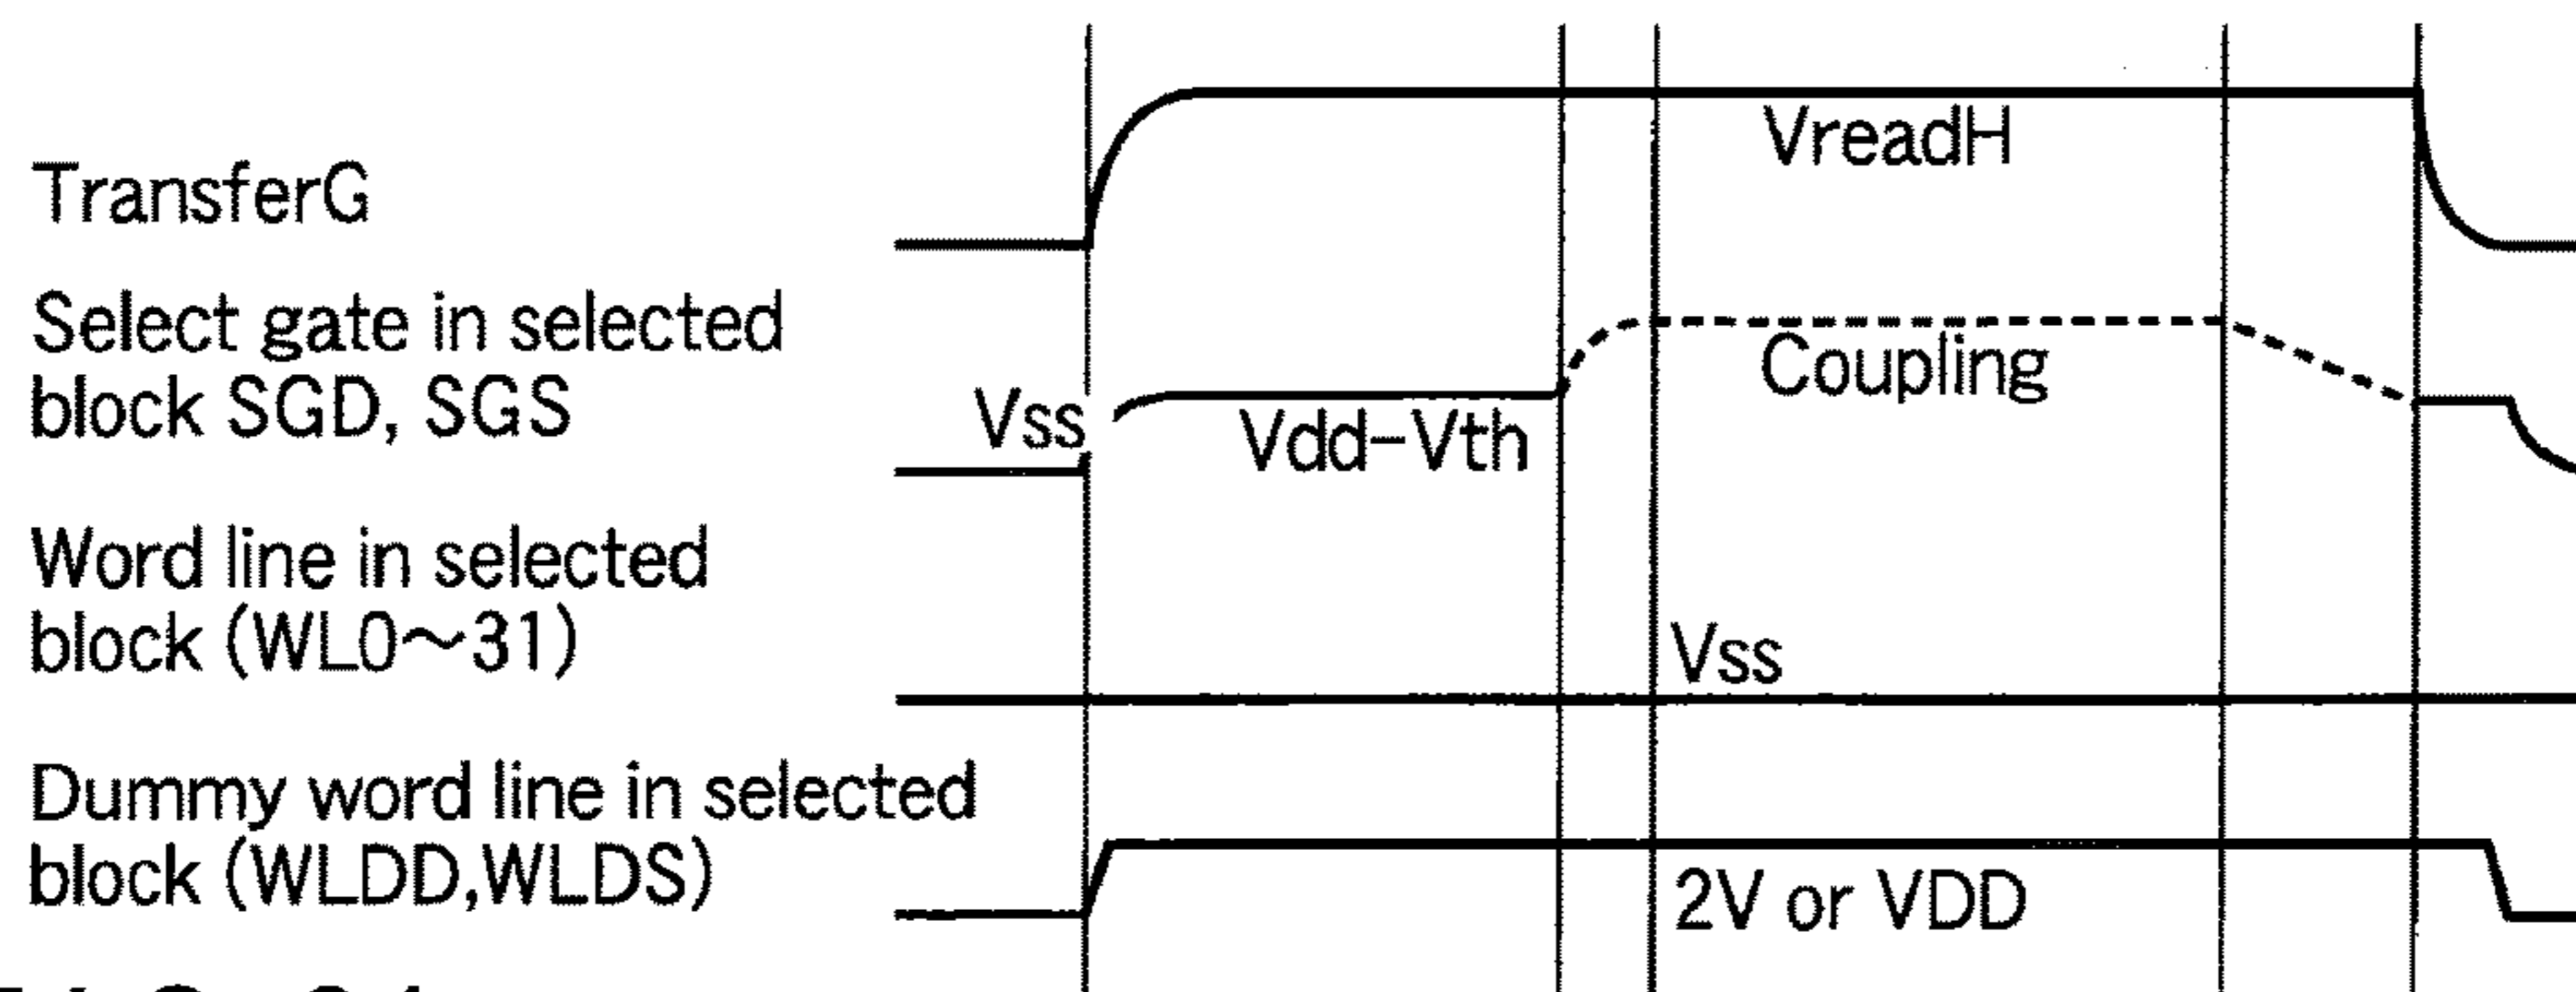 TransferG
VreadH
Select gate in selected
block SGD, SGS
Vss
Vdd-Vth
Coupling
Word line in selected
block (WL0～31)
Vss
Dummy word line in selected
block (WLDD,WLDS)
2V or VDD